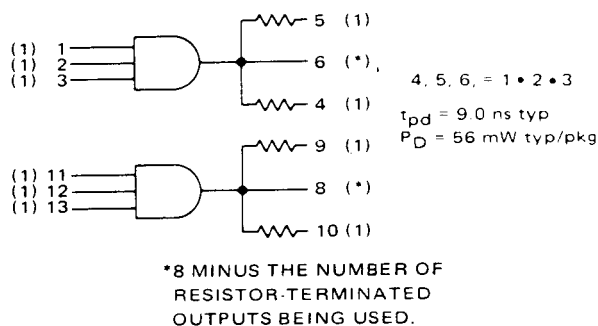 5 (1)
(1) 1
(1) 2
(1) 3
6 (*),
4 (1)
4, 5, 6, = 1 • 2 • 3
tpd = 9.0 ns typ
PD = 56 mW typ/pkg
9 (1)
(1) 11
(1) 12
(1) 13
8 (*)
10 (1)
*8 MINUS THE NUMBER OF
RESISTOR-TERMINATED
OUTPUTS BEING USED.